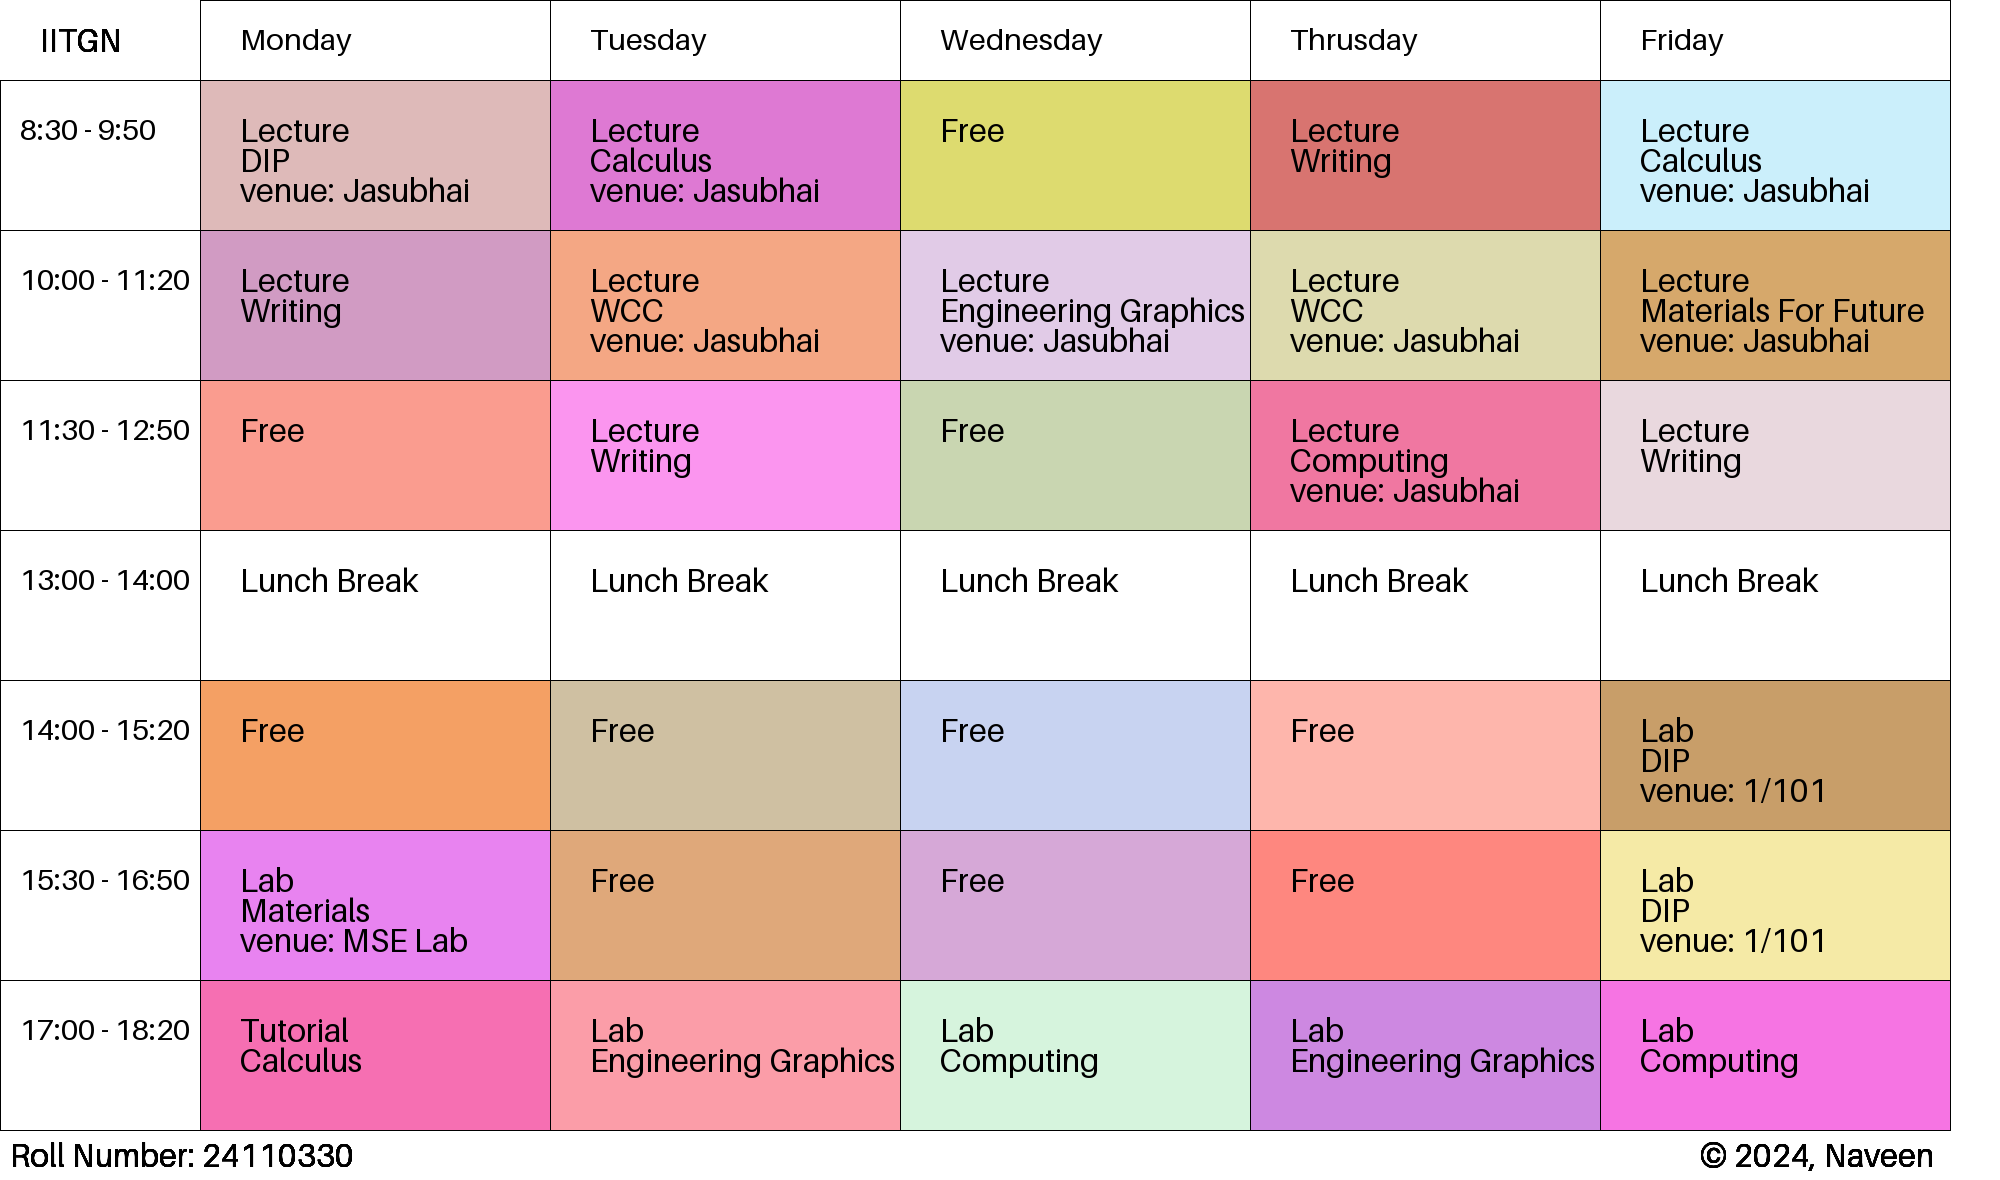 IITGN
Monday
Tuesday
Wednesday
Thrusday
Friday
8:30 - 9:50
Lecture
DIP
venue: Jasubhai
Lecture
Calculus
venue: Jasubhai
Free
Lecture
Writing
Lecture
Calculus
venue: Jasubhai
10:00 - 11:20
Lecture
Writing
Lecture
WCC
venue: Jasubhai
Lecture
Engineering Graphics
venue: Jasubhai
Lecture
WCC
venue: Jasubhai
Lecture
Materials For Future
venue: Jasubhai
11:30 - 12:50
Free
Lecture
Writing
Free
Lecture
Computing
venue: Jasubhai
Lecture
Writing
13:00 - 14:00
Lunch Break
Lunch Break
Lunch Break
Lunch Break
Lunch Break
14:00 - 15:20
Free
Free
Free
Free
Lab
DIP
venue: 1/101
15:30 - 16:50
Lab
Materials
venue: MSE Lab
Free
Free
Free
Lab
DIP
venue: 1/101
17:00 - 18:20
Tutorial
Calculus
Lab
Engineering Graphics
Lab
Computing
Lab
Engineering Graphics
Lab
Computing
Roll Number: 24110330
© 2024, Naveen